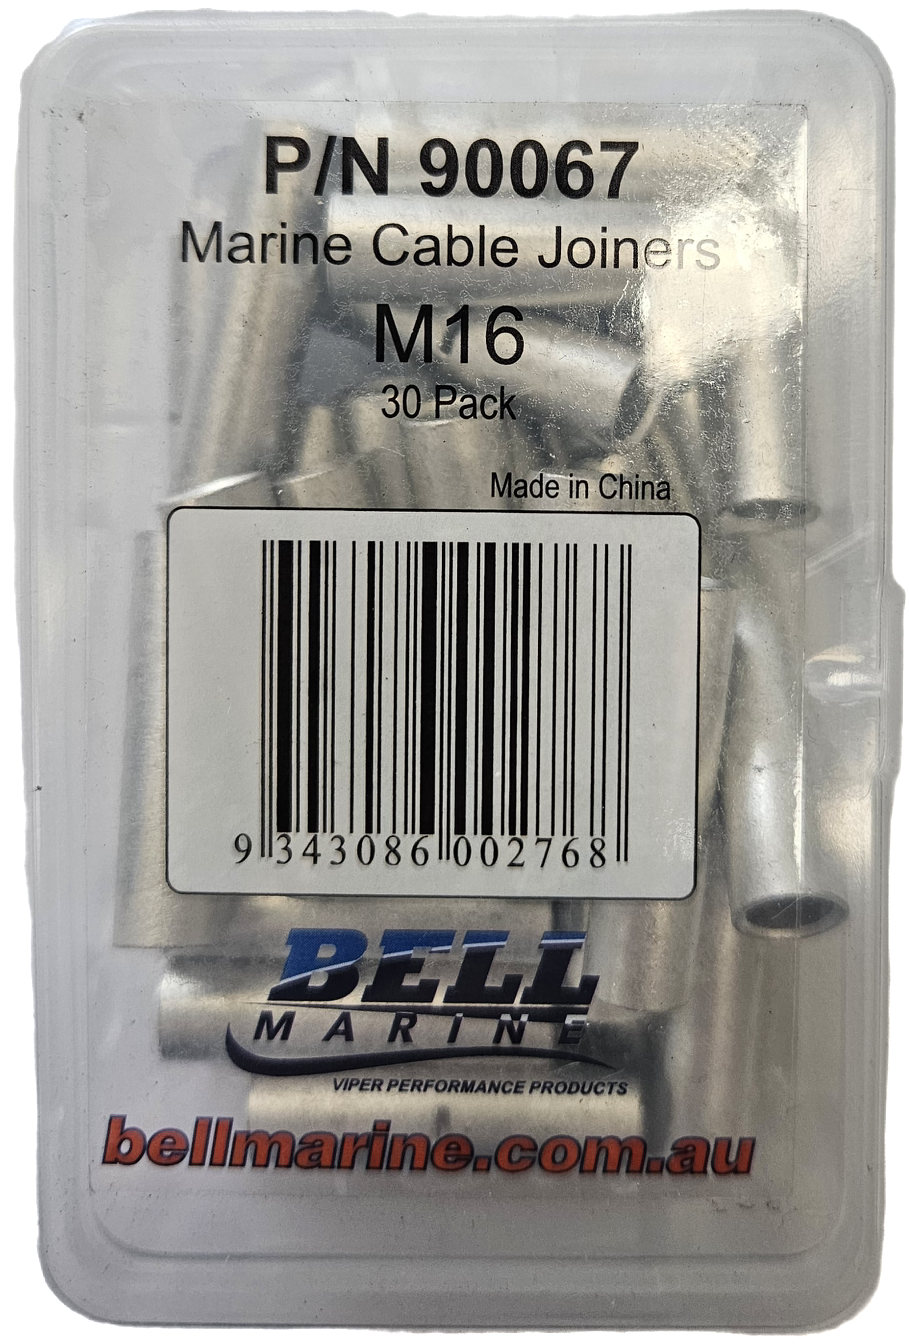 P/N 90067
Marine Cable Joiners
M16
30 Pack
Made in China
9 343086 002768
BELL
MARINE
VIPER PERFORMANCE PRODUCTS
bellmarine.com.au